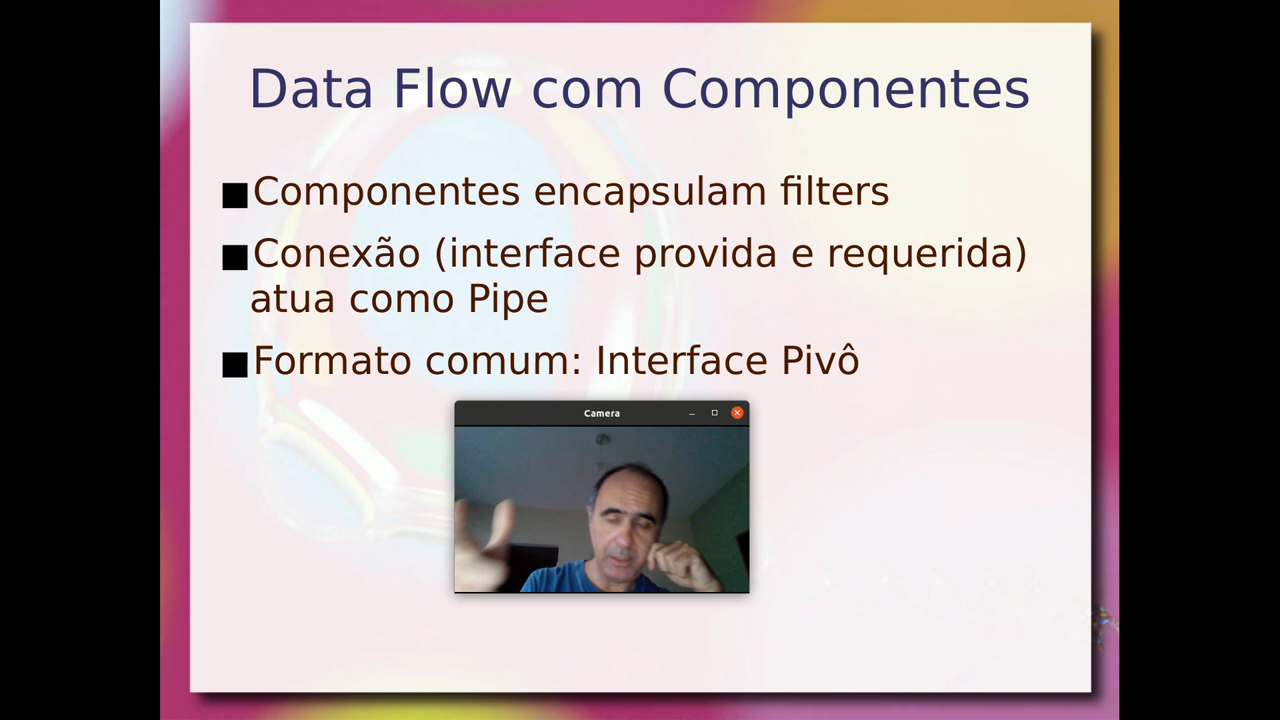 Data Flow com Componentes
■Componentes encapsulam filters
■Conexão (interface provida e requerida)
atua como Pipe
■Formato comum: Interface Pivô
Camera